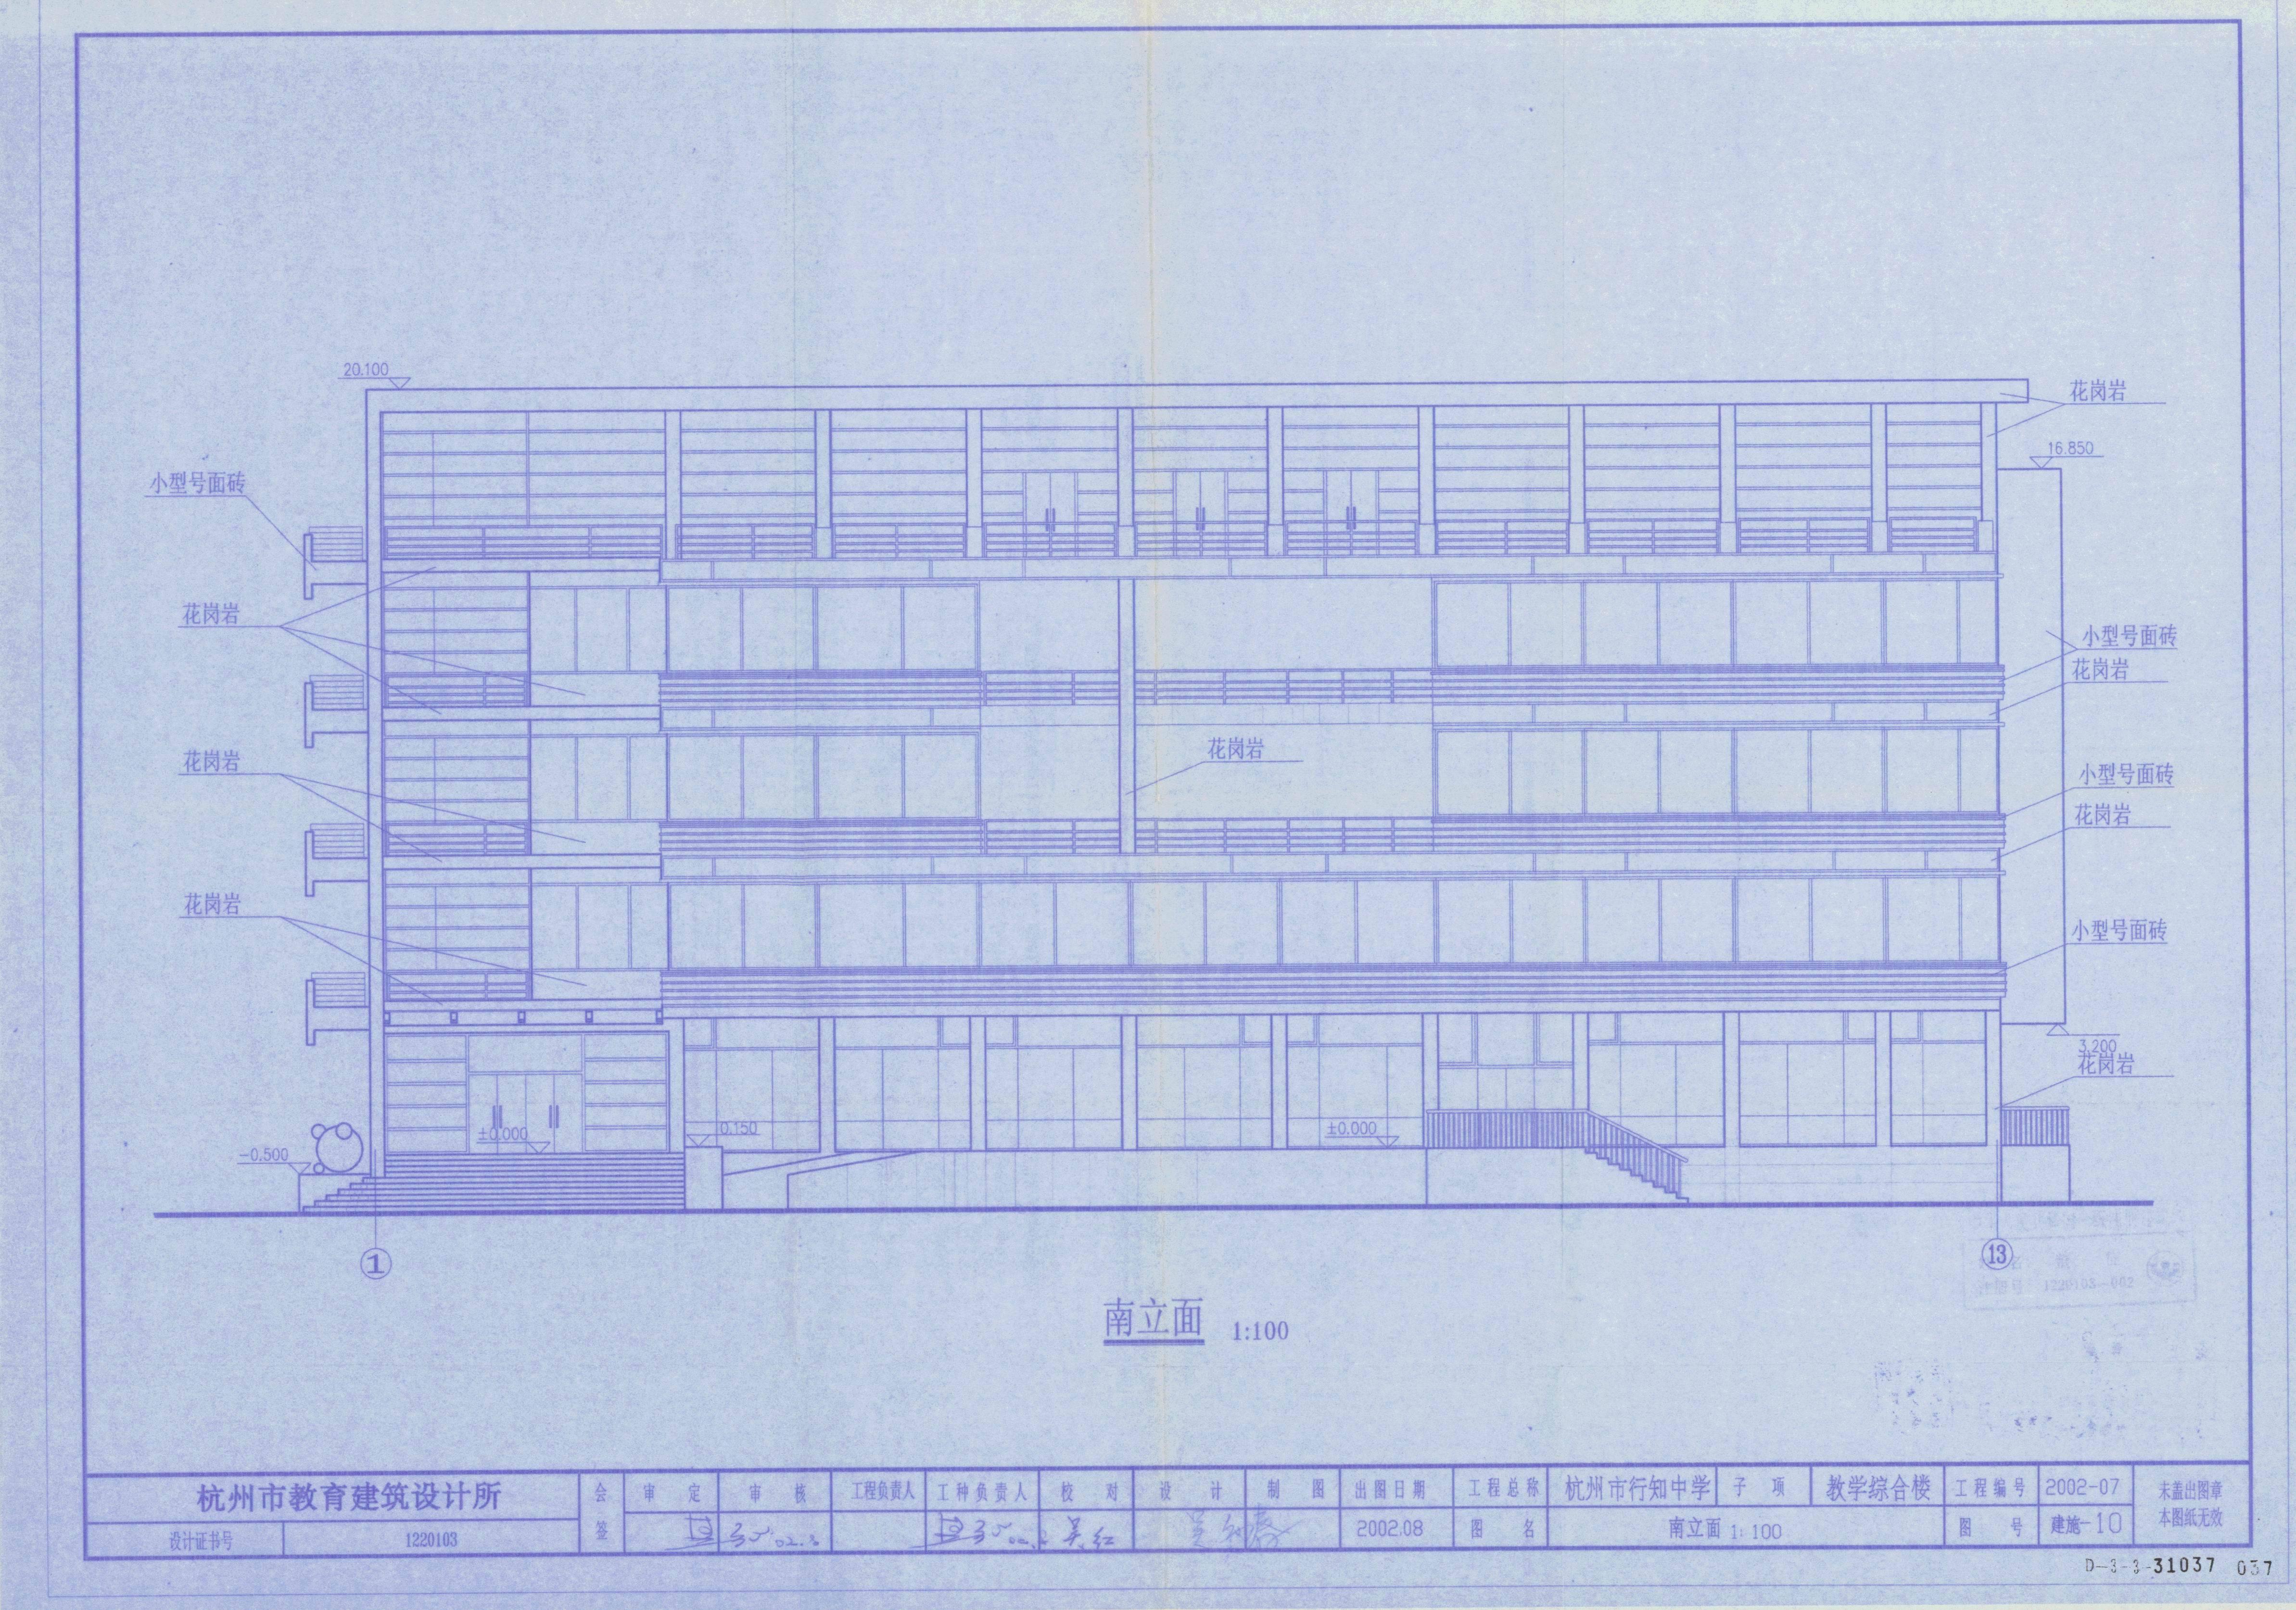 20.100
花岗岩
16.850
小型号面砖
花岗岩
小型号面砖
花岗岩
花岗岩
花岗岩
小型号面砖
花岗岩
花岗岩
小型号面砖
3.200
花岗岩
±0.000
0.150
±0.000
-0.500
1
13
南立面 1:100
1220103-002
杭州市教育建筑设计所
设计证书号 1220103
会签
审定 审核 工程负责人 工种负责人 校对 设计 制图
吴红
出图日期 2002.08
工程总称 杭州市行知中学 子项 教学综合楼 工程编号 2002-07
图名 南立面 1:100 图号 建施-10
未盖出图章
本图纸无效
D-3-3-31037 037